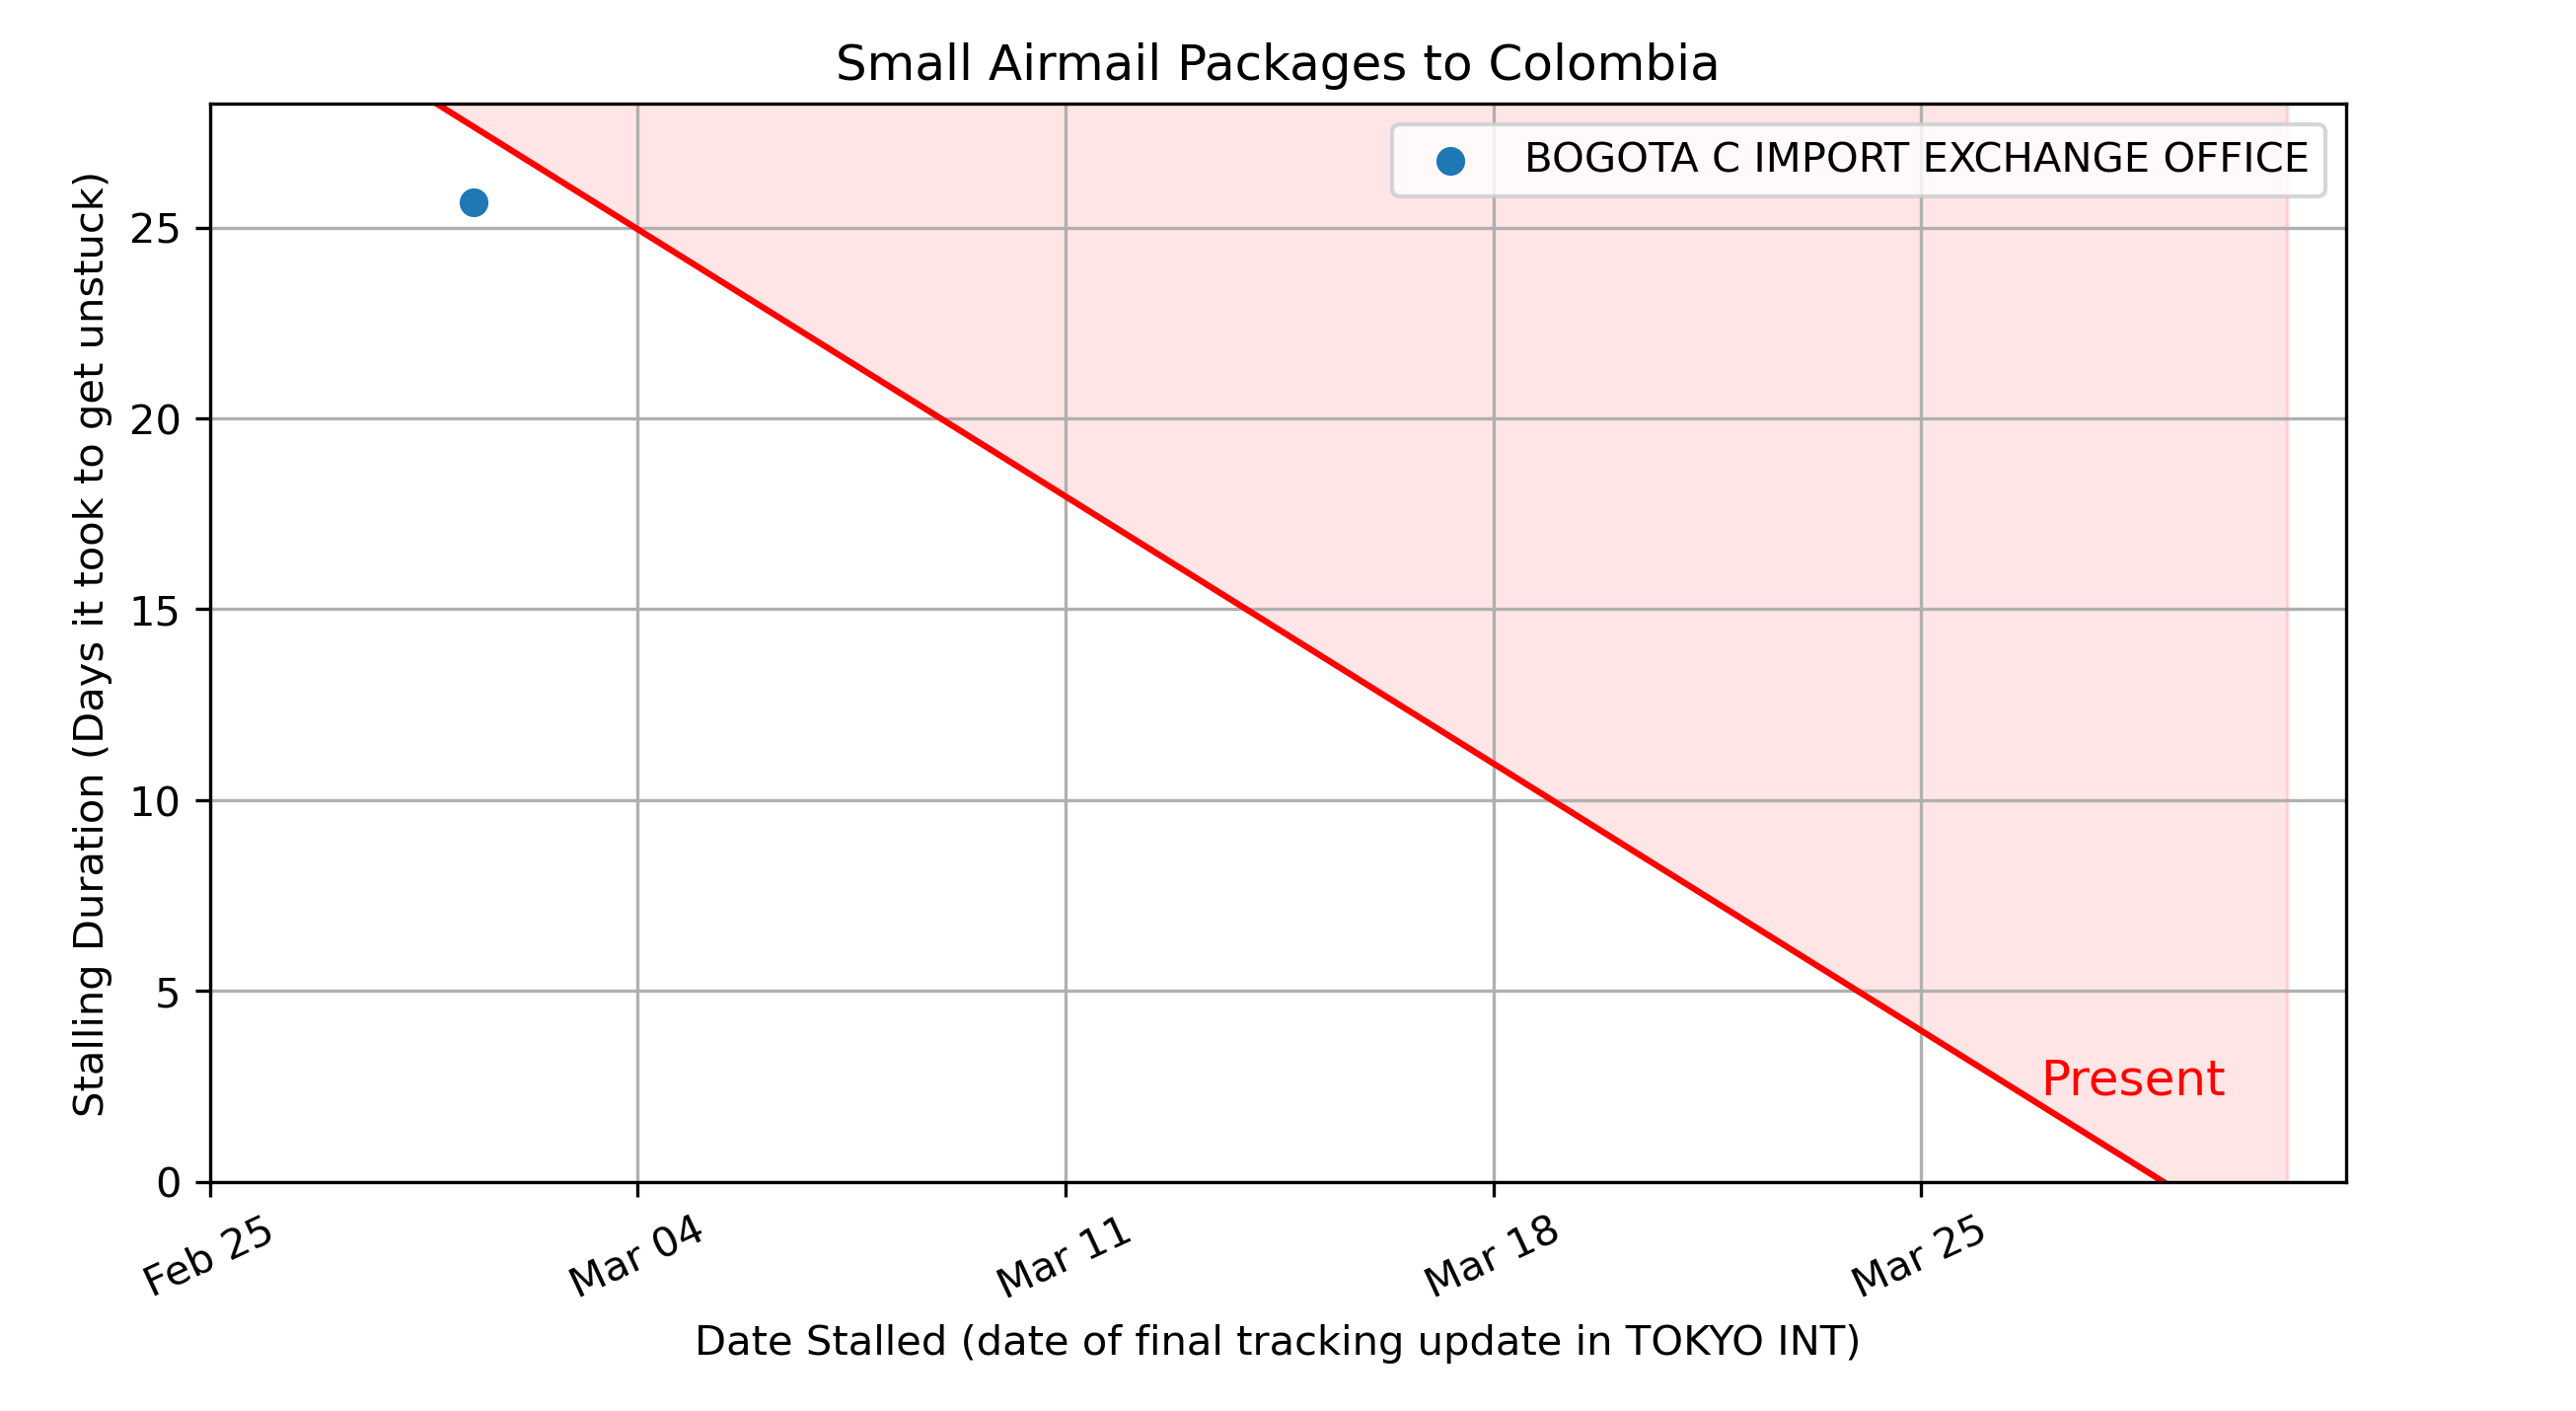 Small Airmail Packages to Colombia
BOGOTA C IMPORT EXCHANGE OFFICE
Stalling Duration (Days it took to get unstuck)
25
20
15
10
5
0
Present
Feb 25
Mar 04
Mar 11
Mar 18
Mar 25
Date Stalled (date of final tracking update in TOKYO INT)